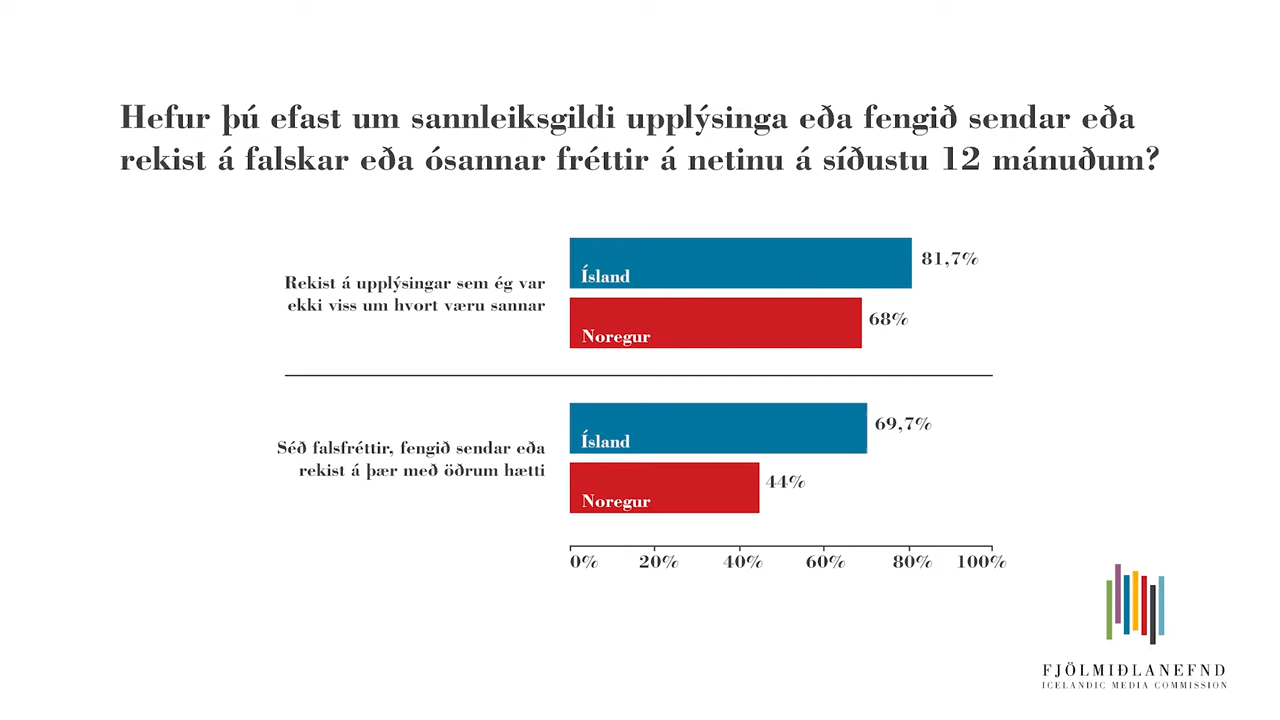 Hefur þú efast um sannleiksgildi upplýsinga eða fengið sendar eða
rekist á falskar eða ósannar fréttir á netinu á síðustu 12 mánuðum?
Rekist á upplýsingar sem ég var
ekki viss um hvort væru sannar
Ísland
81,7%
Noregur
68%
Séð falsfréttir, fengið sendar eða
rekist á þær með öðrum hætti
Ísland
69,7%
Noregur
44%
0% 20% 40% 60% 80% 100%
FJÖLMIÐLANEFND
ICELANDIC MEDIA COMMISSION